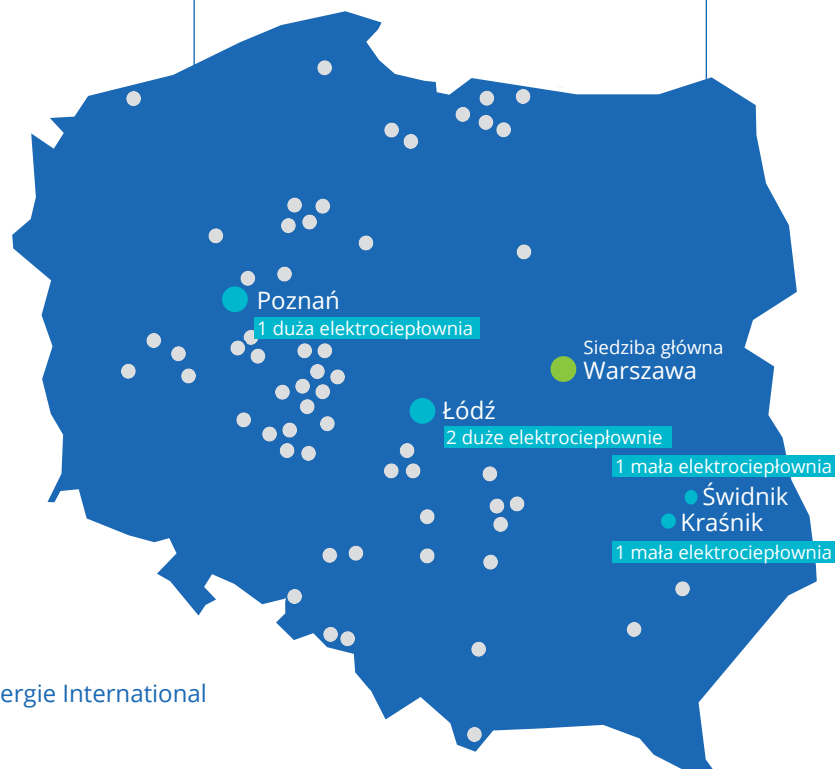 Poznań
1 duża elektrociepłownia
Siedziba główna
Warszawa
Łódź
2 duże elektrociepłownie
1 mała elektrociepłownia
Świdnik
Kraśnik
1 mała elektrociepłownia
ergie International